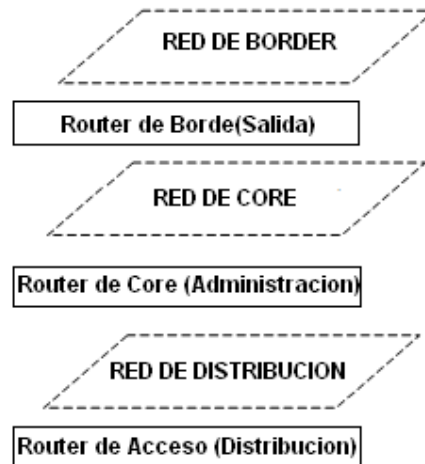 RED DE BORDER
Router de Borde(Salida)
RED DE CORE
Router de Core (Administracion)
RED DE DISTRIBUCION
Router de Acceso (Distribucion)